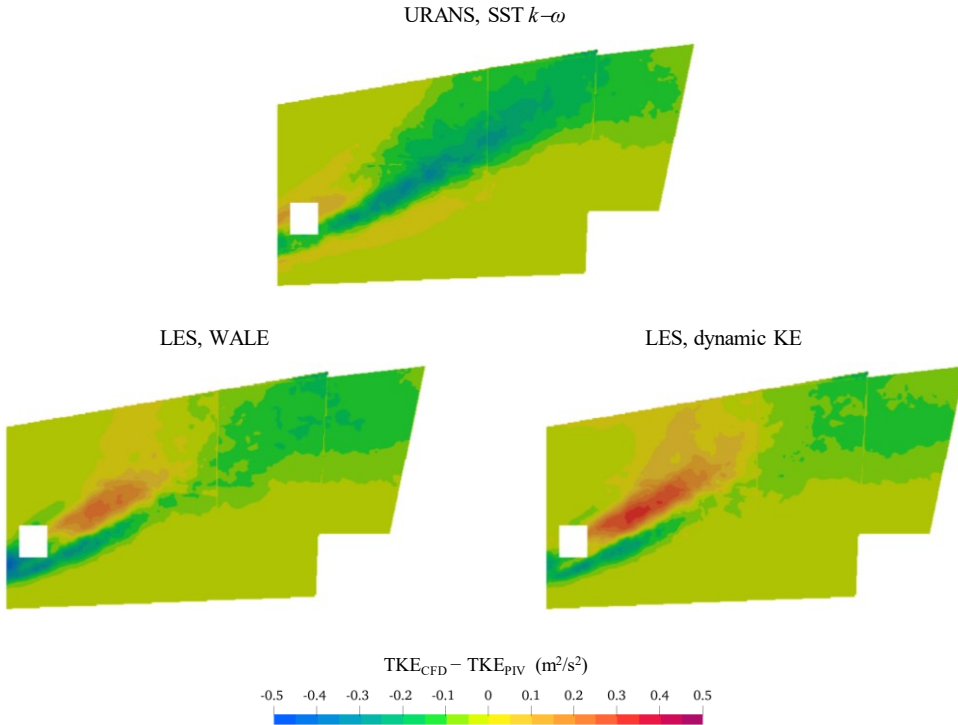 URANS, SST k–ω
LES, WALE
LES, dynamic KE
TKE_CFD – TKE_PIV (m²/s²)
-0.5 -0.4 -0.3 -0.2 -0.1 0 0.1 0.2 0.3 0.4 0.5